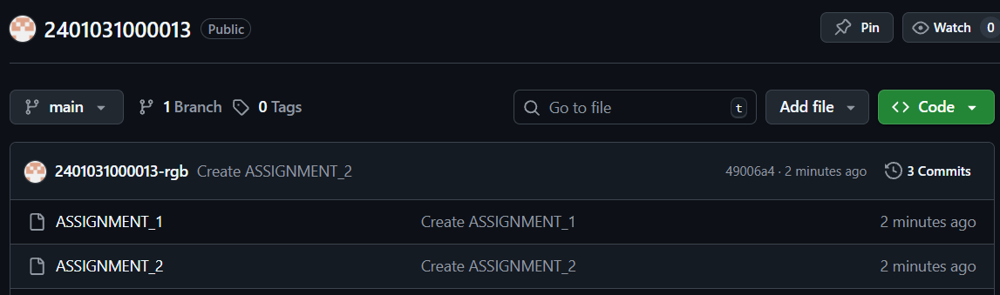 2401031000013 Public Pin Watch 0
main 1 Branch 0 Tags Go to file t Add file Code
2401031000013-rgb Create ASSIGNMENT_2 49006a4 · 2 minutes ago 3 Commits
ASSIGNMENT_1 Create ASSIGNMENT_1 2 minutes ago
ASSIGNMENT_2 Create ASSIGNMENT_2 2 minutes ago